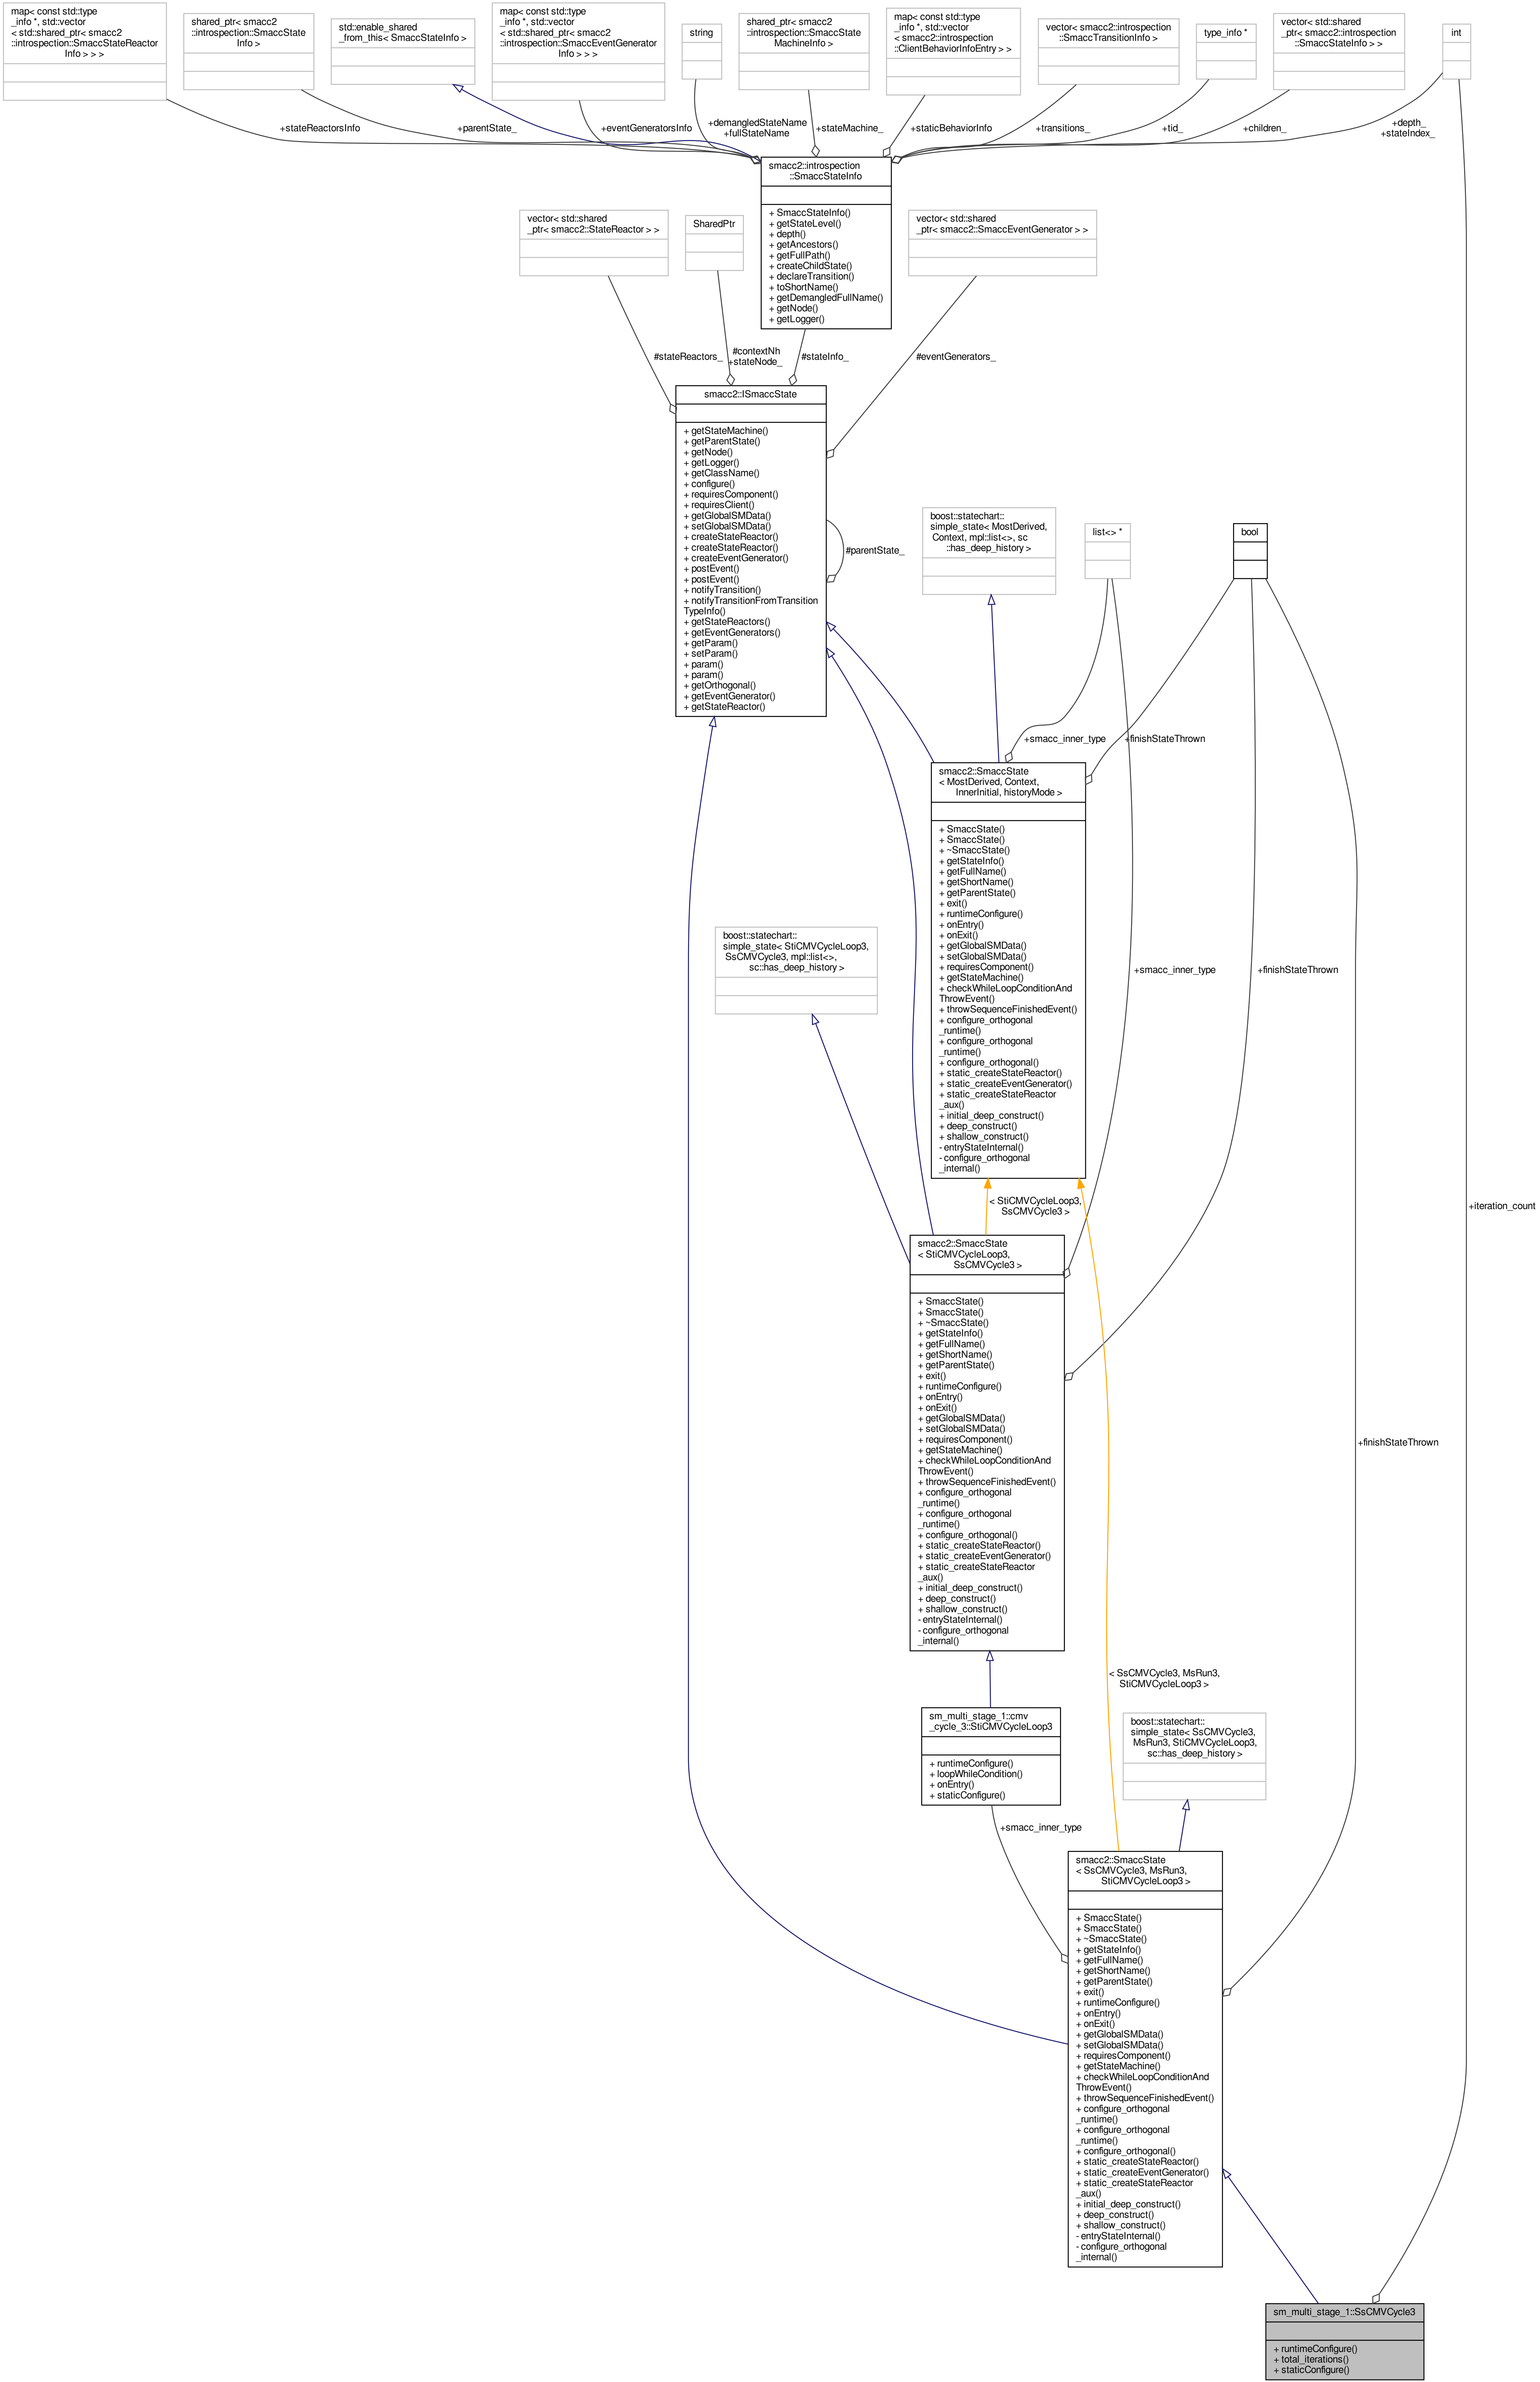 map< const std::type
_info *, std::vector
< std::shared_ptr< smacc2
::introspection::SmaccStateReactor
Info > > >
shared_ptr< smacc2
::introspection::SmaccState
Info >
std::enable_shared
_from_this< SmaccStateInfo >
map< const std::type
_info *, std::vector
< std::shared_ptr< smacc2
::introspection::SmaccEventGenerator
Info > > >
string
shared_ptr< smacc2
::introspection::SmaccState
MachineInfo >
map< const std::type
_info *, std::vector
< smacc2::introspection
::ClientBehaviorInfoEntry > >
vector< smacc2::introspection
::SmaccTransitionInfo >
type_info *
vector< std::shared
_ptr< smacc2::introspection
::SmaccStateInfo > >
int
+stateReactorsInfo
+parentState_
+eventGeneratorsInfo
+demangledStateName
+fullStateName
+stateMachine_
+staticBehaviorInfo
+transitions_
+tid_
+children_
+depth_
+stateIndex_
smacc2::introspection
::SmaccStateInfo
+ SmaccStateInfo()
+ getStateLevel()
+ depth()
+ getAncestors()
+ getFullPath()
+ createChildState()
+ declareTransition()
+ toShortName()
+ getDemangledFullName()
+ getNode()
+ getLogger()
vector< std::shared
_ptr< smacc2::StateReactor > >
SharedPtr
vector< std::shared
_ptr< smacc2::SmaccEventGenerator > >
#stateReactors_
#contextNh
+stateNode_
#stateInfo_
#eventGenerators_
smacc2::ISmaccState
+ getStateMachine()
+ getParentState()
+ getNode()
+ getLogger()
+ getClassName()
+ configure()
+ requiresComponent()
+ requiresClient()
+ getGlobalSMData()
+ setGlobalSMData()
+ createStateReactor()
+ createStateReactor()
+ createEventGenerator()
+ postEvent()
+ postEvent()
+ notifyTransition()
+ notifyTransitionFromTransition
TypeInfo()
+ getStateReactors()
+ getEventGenerators()
+ getParam()
+ setParam()
+ param()
+ param()
+ getOrthogonal()
+ getEventGenerator()
+ getStateReactor()
#parentState_
boost::statechart::
simple_state< MostDerived,
Context, mpl::list<>, sc
::has_deep_history >
list<> *
bool
+smacc_inner_type
+finishStateThrown
smacc2::SmaccState
< MostDerived, Context,
InnerInitial, historyMode >
+ SmaccState()
+ SmaccState()
+ ~SmaccState()
+ getStateInfo()
+ getFullName()
+ getShortName()
+ getParentState()
+ exit()
+ runtimeConfigure()
+ onEntry()
+ onExit()
+ getGlobalSMData()
+ setGlobalSMData()
+ requiresComponent()
+ getStateMachine()
+ checkWhileLoopConditionAnd
ThrowEvent()
+ throwSequenceFinishedEvent()
+ configure_orthogonal
_runtime()
+ configure_orthogonal
_runtime()
+ configure_orthogonal()
+ static_createStateReactor()
+ static_createEventGenerator()
+ static_createStateReactor
_aux()
+ initial_deep_construct()
+ deep_construct()
+ shallow_construct()
- entryStateInternal()
- configure_orthogonal
_internal()
boost::statechart::
simple_state< StiCMVCycleLoop3,
SsCMVCycle3, mpl::list<>,
sc::has_deep_history >
+smacc_inner_type
+finishStateThrown
< StiCMVCycleLoop3,
SsCMVCycle3 >
+iteration_count
smacc2::SmaccState
< StiCMVCycleLoop3,
SsCMVCycle3 >
+ SmaccState()
+ SmaccState()
+ ~SmaccState()
+ getStateInfo()
+ getFullName()
+ getShortName()
+ getParentState()
+ exit()
+ runtimeConfigure()
+ onEntry()
+ onExit()
+ getGlobalSMData()
+ setGlobalSMData()
+ requiresComponent()
+ getStateMachine()
+ checkWhileLoopConditionAnd
ThrowEvent()
+ throwSequenceFinishedEvent()
+ configure_orthogonal
_runtime()
+ configure_orthogonal
_runtime()
+ configure_orthogonal()
+ static_createStateReactor()
+ static_createEventGenerator()
+ static_createStateReactor
_aux()
+ initial_deep_construct()
+ deep_construct()
+ shallow_construct()
- entryStateInternal()
- configure_orthogonal
_internal()
+finishStateThrown
< SsCMVCycle3, MsRun3,
StiCMVCycleLoop3 >
sm_multi_stage_1::cmv
_cycle_3::StiCMVCycleLoop3
+ runtimeConfigure()
+ loopWhileCondition()
+ onEntry()
+ staticConfigure()
boost::statechart::
simple_state< SsCMVCycle3,
MsRun3, StiCMVCycleLoop3,
sc::has_deep_history >
+smacc_inner_type
smacc2::SmaccState
< SsCMVCycle3, MsRun3,
StiCMVCycleLoop3 >
+ SmaccState()
+ SmaccState()
+ ~SmaccState()
+ getStateInfo()
+ getFullName()
+ getShortName()
+ getParentState()
+ exit()
+ runtimeConfigure()
+ onEntry()
+ onExit()
+ getGlobalSMData()
+ setGlobalSMData()
+ requiresComponent()
+ getStateMachine()
+ checkWhileLoopConditionAnd
ThrowEvent()
+ throwSequenceFinishedEvent()
+ configure_orthogonal
_runtime()
+ configure_orthogonal
_runtime()
+ configure_orthogonal()
+ static_createStateReactor()
+ static_createEventGenerator()
+ static_createStateReactor
_aux()
+ initial_deep_construct()
+ deep_construct()
+ shallow_construct()
- entryStateInternal()
- configure_orthogonal
_internal()
sm_multi_stage_1::SsCMVCycle3
+ runtimeConfigure()
+ total_iterations()
+ staticConfigure()